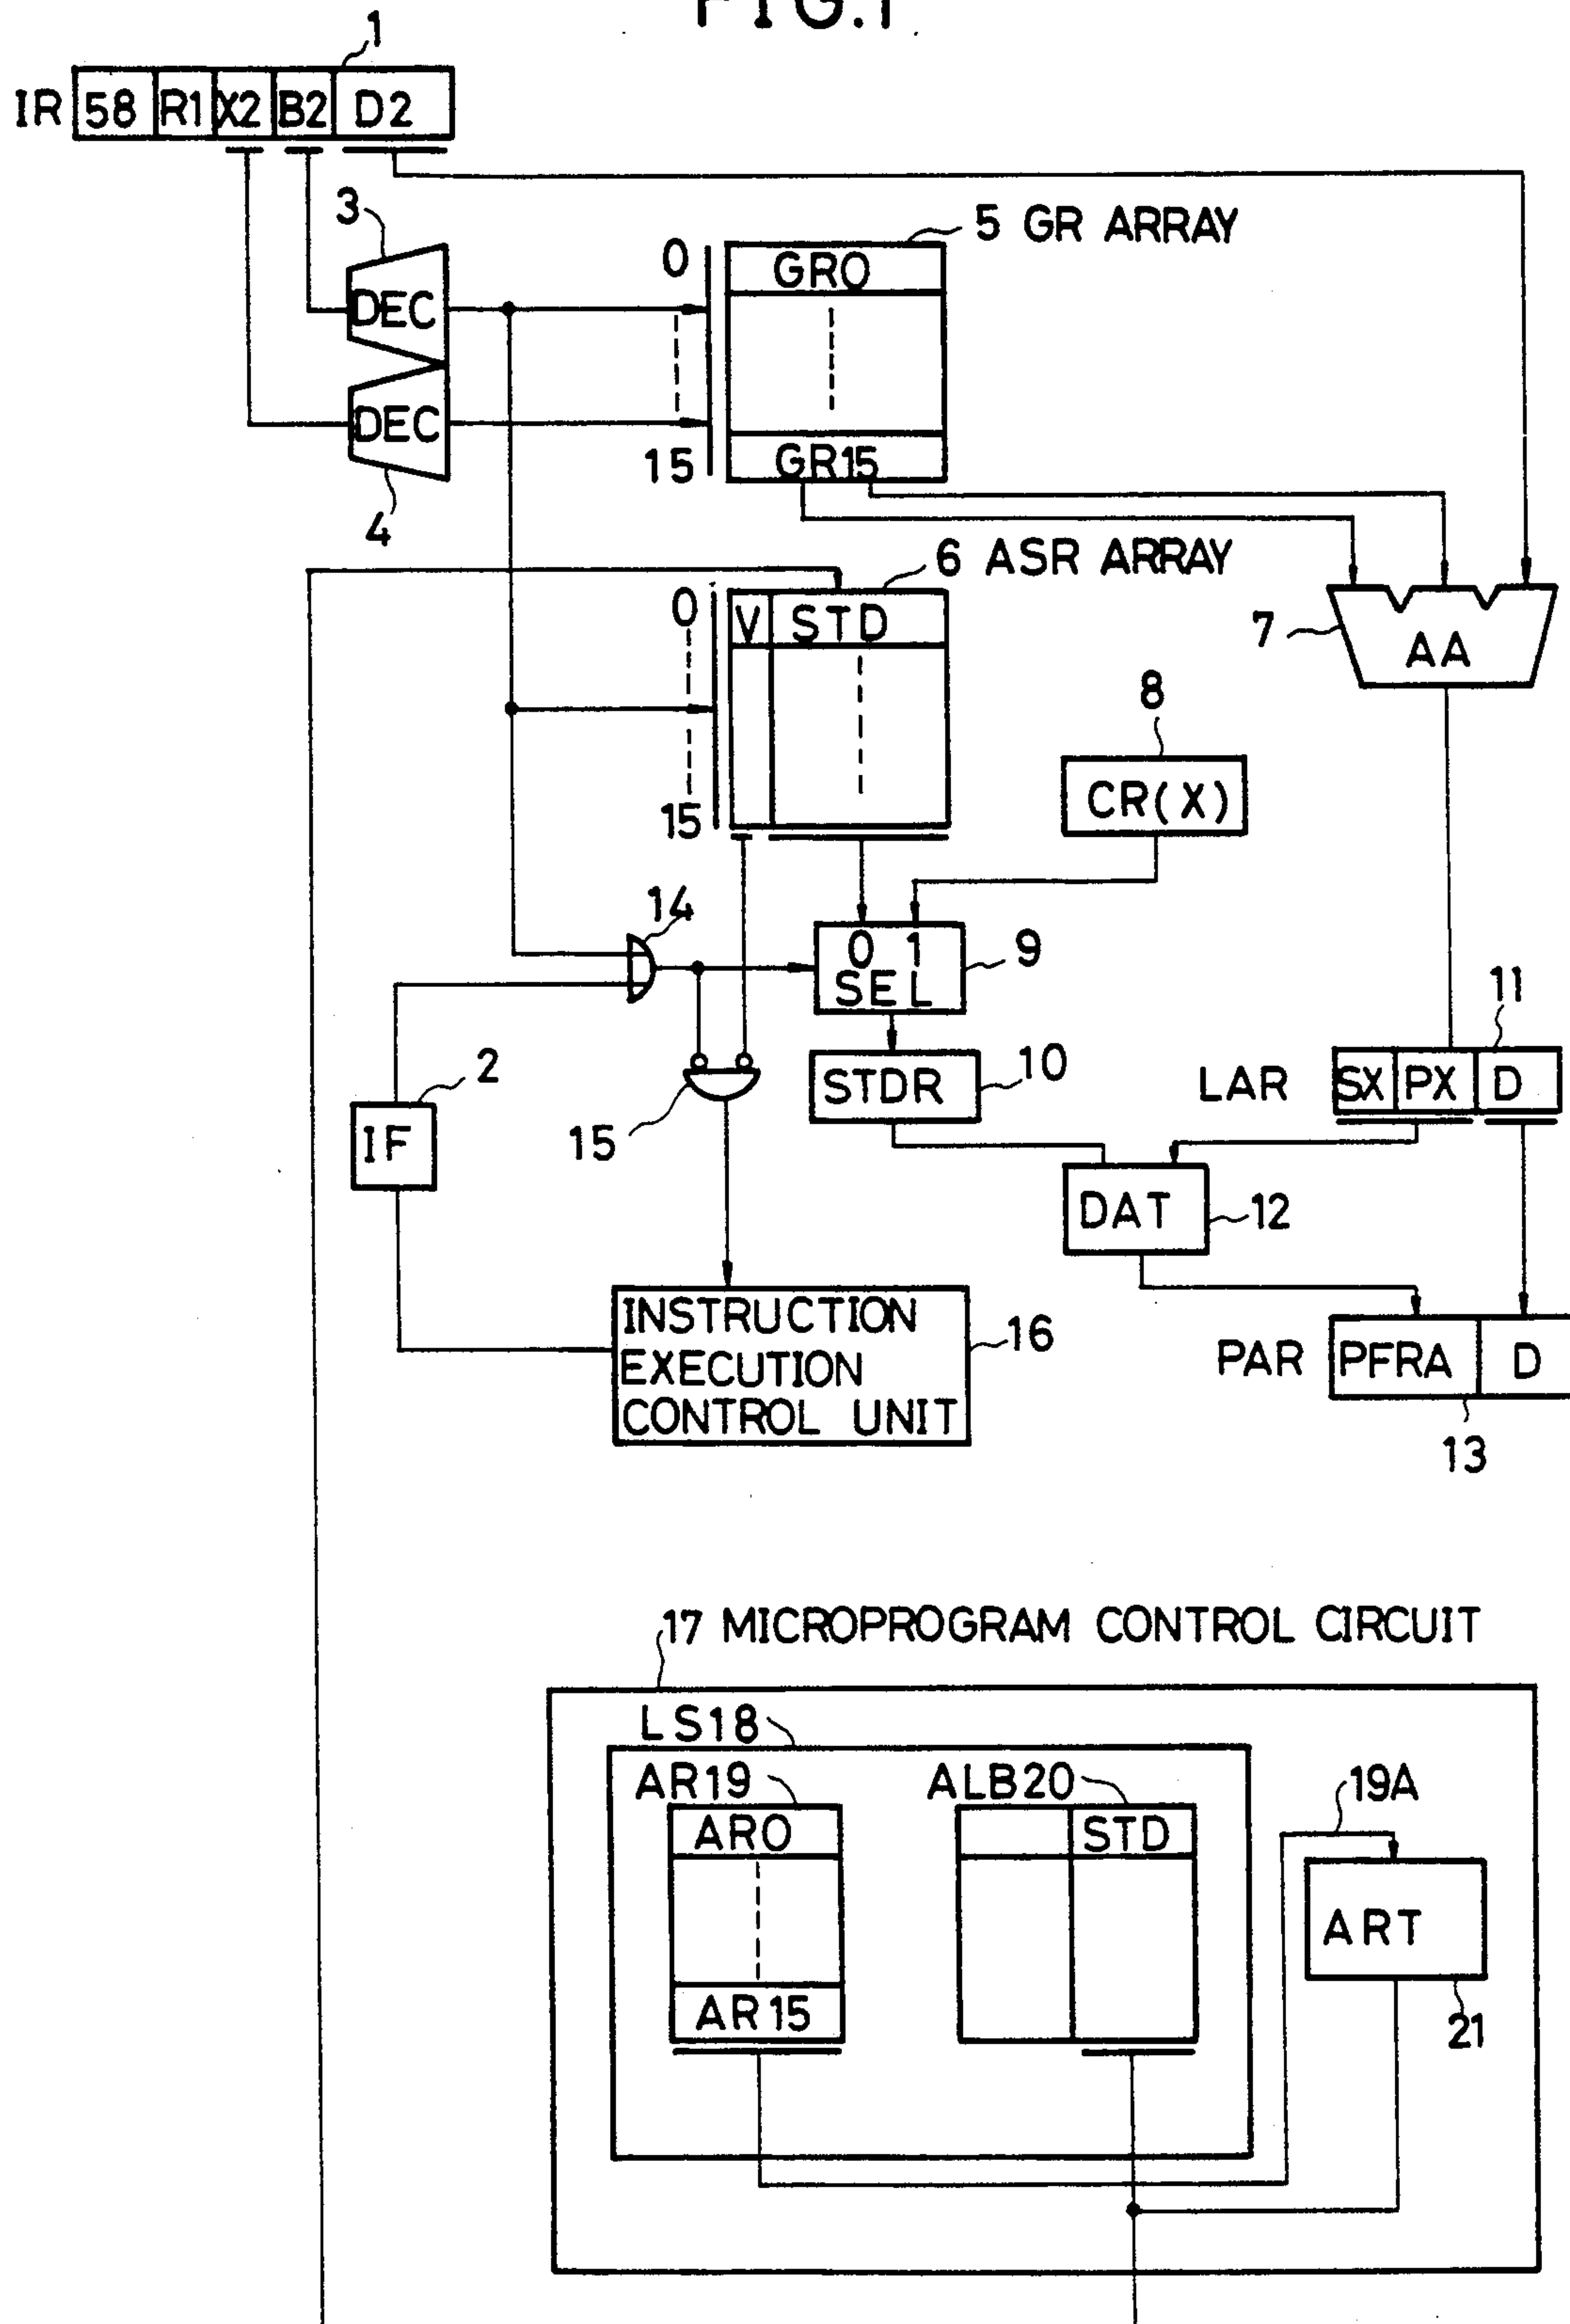 FIG.1
1
IR 58 R1 X2 B2 D2
3
5 GR ARRAY
0
GR0
DEC
DEC
15
GR15
4
6 ASR ARRAY
0
V STD
7
AA
8
CR(X)
15
14
0 1
SEL
9
11
2
STDR
10
LAR SX PX D
15
IF
DAT
12
INSTRUCTION
EXECUTION
CONTROL UNIT
16
PAR PFRA D
13
17 MICROPROGRAM CONTROL CIRCUIT
LS18
AR19
ALB20
19A
AR0
STD
ART
AR15
21